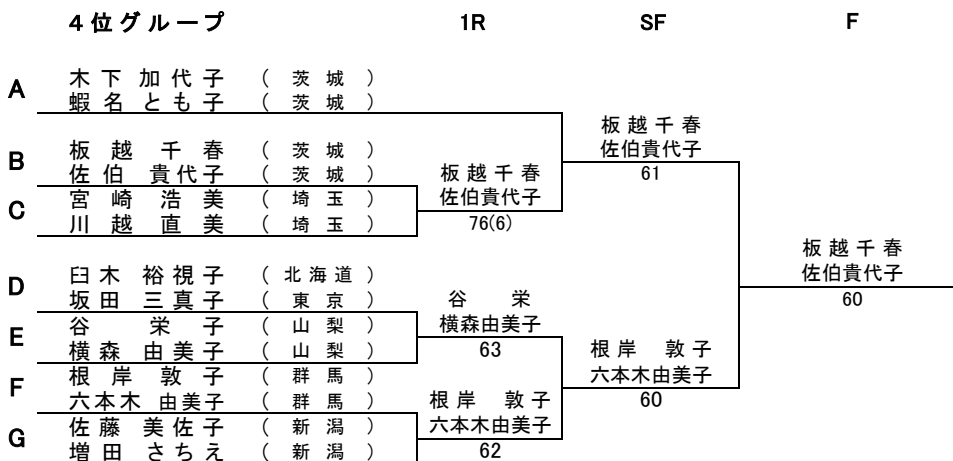 ４位グループ 1R SF F
A 木下加代子 （茨城）
蝦名とも子 （茨城）
板越千春
佐伯貴代子
61
B 板越千春 （茨城）
佐伯貴代子 （茨城）
板越千春
佐伯貴代子
76(6)
C 宮崎浩美 （埼玉）
川越直美 （埼玉）
板越千春
佐伯貴代子
60
D 臼木裕視子 （北海道）
坂田三真子 （東京）
谷 栄
横森由美子
63
E 谷栄子 （山梨）
横森由美子 （山梨）
根岸 敦子
六本木由美子
60
F 根岸敦子 （群馬）
六本木由美子 （群馬）
根岸 敦子
六本木由美子
62
G 佐藤美佐子 （新潟）
増田さちえ （新潟）